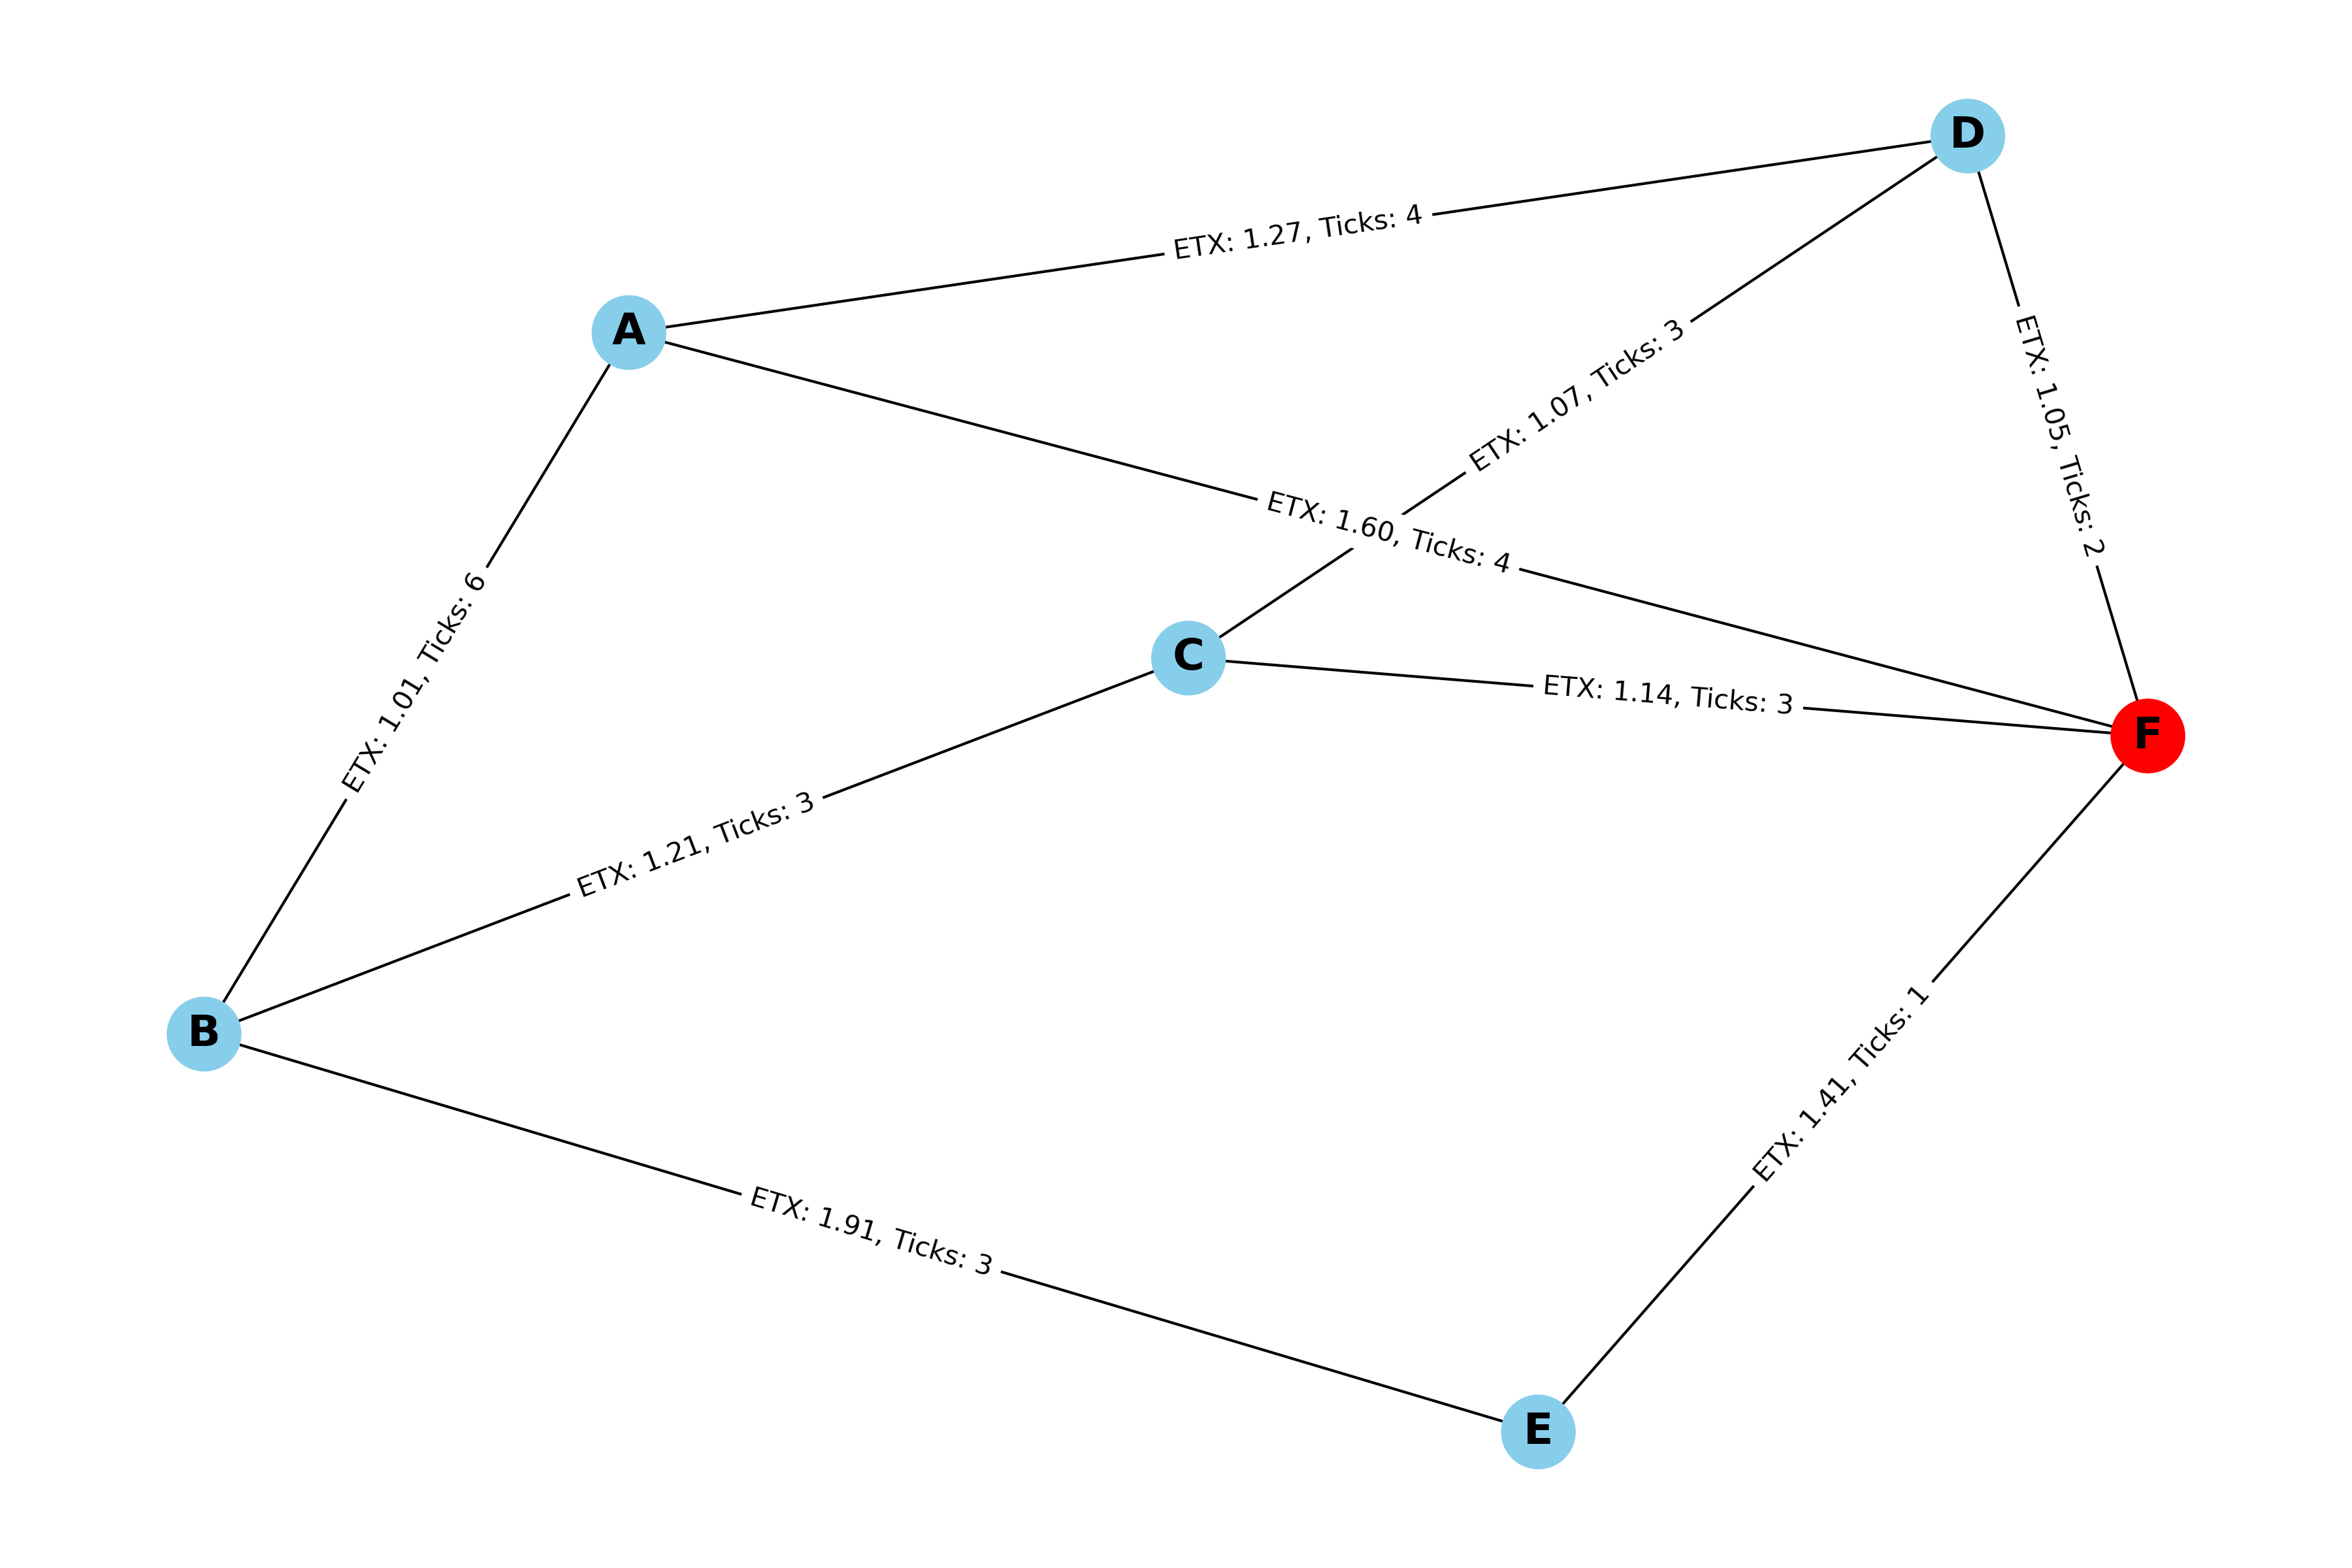 D
ETX: 1.27, Ticks: 4
A
ETX: 1.07, Ticks: 3
ETX: 1.05, Ticks: 2
ETX: 1.60, Ticks: 4
ETX: 1.01, Ticks: 6
C
ETX: 1.14, Ticks: 3
F
ETX: 1.21, Ticks: 3
B
ETX: 1.41, Ticks: 1
ETX: 1.91, Ticks: 3
E